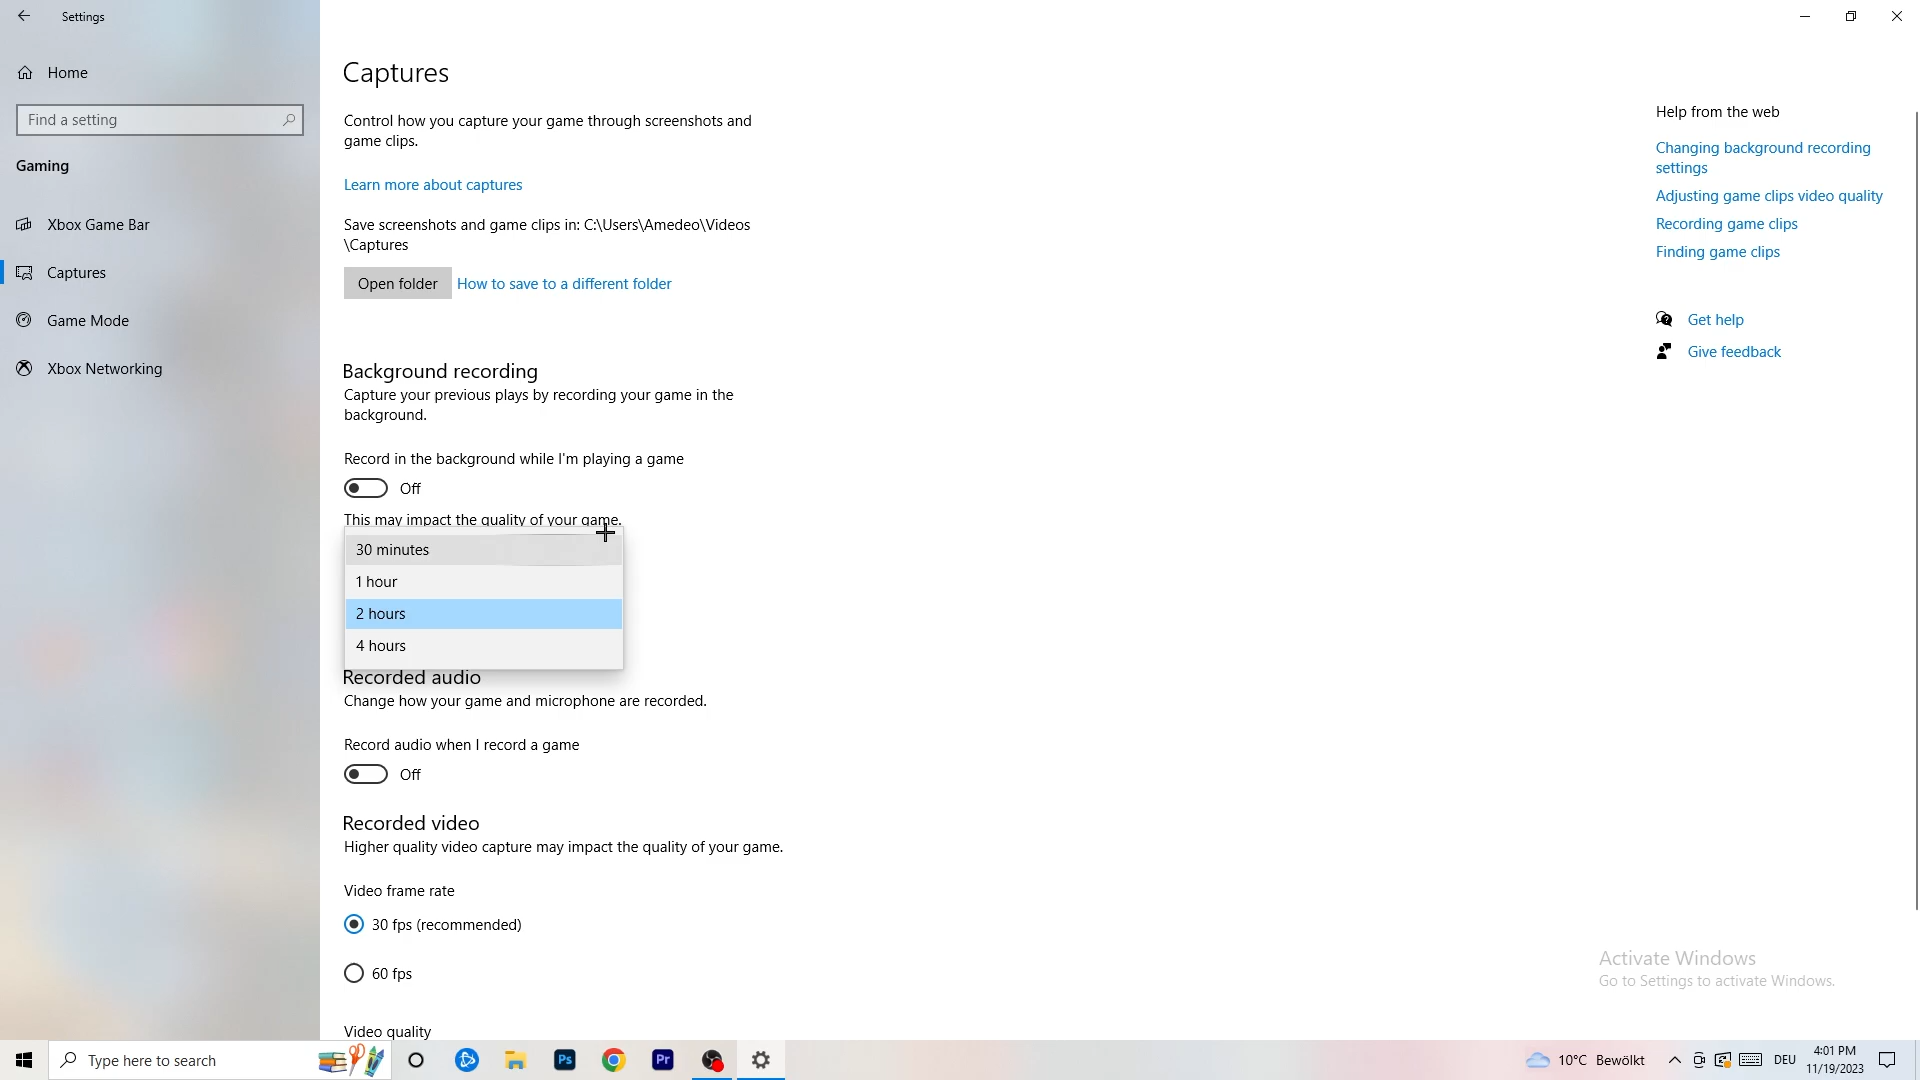 Settings
Home
Find a setting
Gaming
Xbox Game Bar
Captures
Game Mode
Xbox Networking
Captures
Control how you capture your game through screenshots and
game clips.
Learn more about captures
Save screenshots and game clips in: C:\Users\Amedeo\Videos
\Captures
Open folder
How to save to a different folder
Background recording
Capture your previous plays by recording your game in the
background.
Record in the background while I'm playing a game
Off
This may impact the quality of your game.
30 minutes
1 hour
2 hours
4 hours
Recorded audio
Change how your game and microphone are recorded.
Record audio when I record a game
Off
Recorded video
Higher quality video capture may impact the quality of your game.
Video frame rate
30 fps (recommended)
60 fps
Video quality
Help from the web
Changing background recording
settings
Adjusting game clips video quality
Recording game clips
Finding game clips
Get help
Give feedback
Activate Windows
Go to Settings to activate Windows.
Type here to search
Ps
Pr
10°C Bewölkt
DEU
4:01 PM
11/19/2023